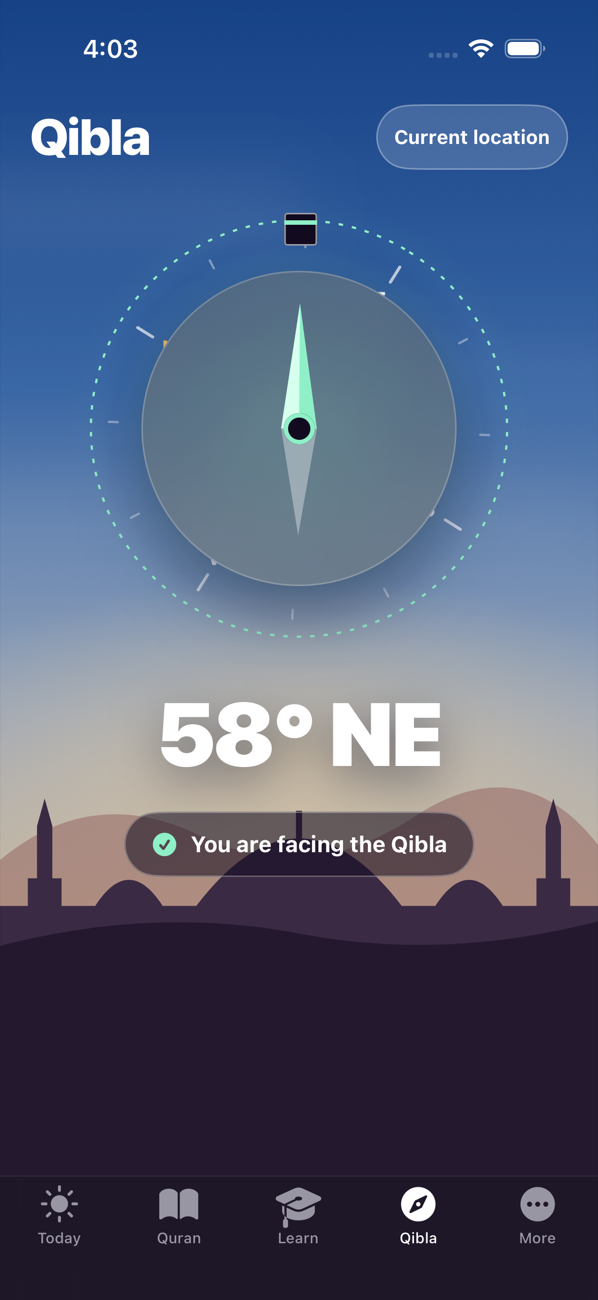 4:03
Qibla
Current location
58° NE
You are facing the Qibla
Today
Quran
Learn
Qibla
More